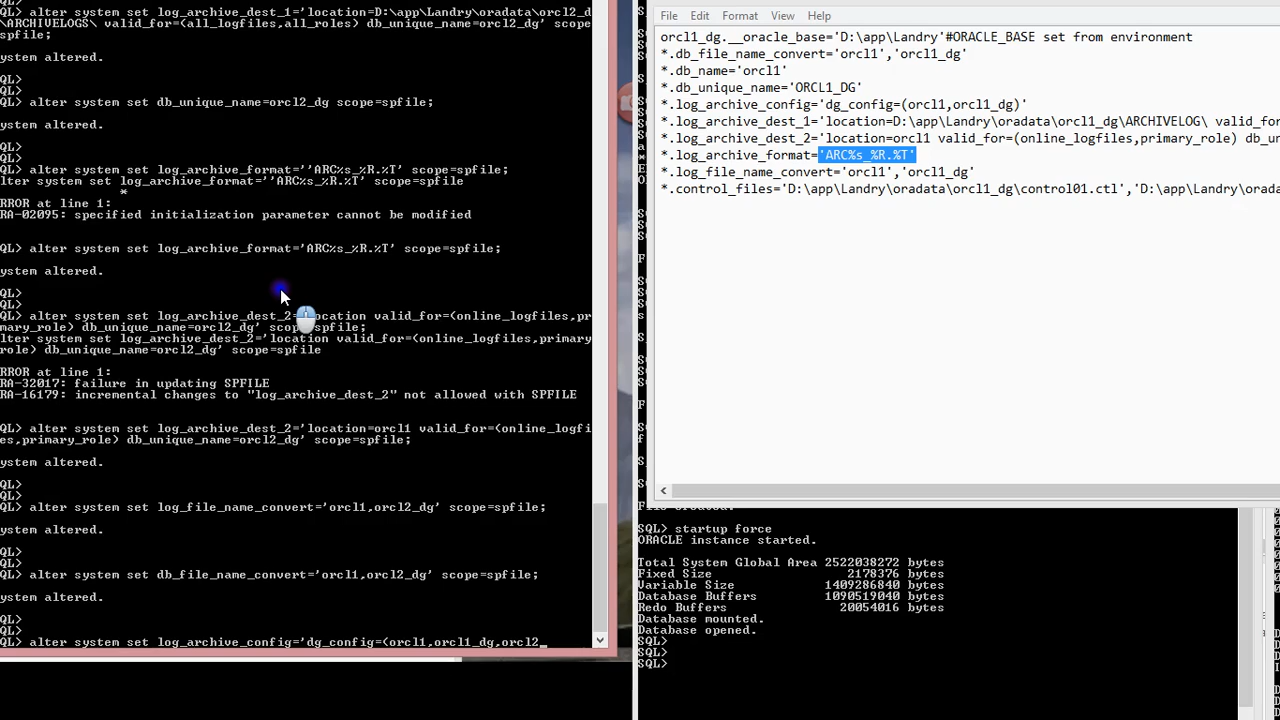 alter system set log_archive_dest_1='location=D:\app\Landry\oradata\orcl2_d
\ARCHIVELOGS\ valid_for=(all_logfiles,all_roles) db_unique_name=orcl2_dg' scope
spfile;
ystem altered.
QL>
QL>
QL> alter system set db_unique_name=orcl2_dg scope=spfile;
ystem altered.
QL>
QL>
QL> alter system set log_archive_format=''ARC%s_%R.%T' scope=spfile;
lter system set log_archive_format=''ARC%s_%R.%T' scope=spfile
*
RROR at line 1:
RA-02095: specified initialization parameter cannot be modified
QL> alter system set log_archive_format='ARC%s_%R.%T' scope=spfile;
ystem altered.
QL>
QL>
QL> alter system set log_archive_dest_2='location valid_for=(online_logfiles,pr
mary_role) db_unique_name=orcl2_dg' scope=spfile;
lter system set log_archive_dest_2='location valid_for=(online_logfiles,primary
role) db_unique_name=orcl2_dg' scope=spfile
RROR at line 1:
RA-32017: failure in updating SPFILE
RA-16179: incremental changes to "log_archive_dest_2" not allowed with SPFILE
QL> alter system set log_archive_dest_2='location=orcl1 valid_for=(online_logfi
es,primary_role) db_unique_name=orcl2_dg' scope=spfile;
ystem altered.
QL>
QL>
QL> alter system set log_file_name_convert='orcl1,orcl2_dg' scope=spfile;
ystem altered.
QL>
QL>
QL> alter system set db_file_name_convert='orcl1,orcl2_dg' scope=spfile;
ystem altered.
QL>
QL>
QL> alter system set log_archive_config='dg_config=(orcl1,orcl1_dg,orcl2_
File Edit Format View Help
orcl1_dg.__oracle_base='D:\app\Landry'#ORACLE_BASE set from environment
*.db_file_name_convert='orcl1','orcl1_dg'
*.db_name='orcl1'
*.db_unique_name='ORCL1_DG'
*.log_archive_config='dg_config=(orcl1,orcl1_dg)'
*.log_archive_dest_1='location=D:\app\Landry\oradata\orcl1_dg\ARCHIVELOG\ valid_for
*.log_archive_dest_2='location=orcl1 valid_for=(online_logfiles,primary_role) db_un
*.log_archive_format='ARC%s_%R.%T'
*.log_file_name_convert='orcl1','orcl1_dg'
*.control_files='D:\app\Landry\oradata\orcl1_dg\control01.ctl','D:\app\Landry\orada
SQL> startup force
ORACLE instance started.
Total System Global Area 2522038272 bytes
Fixed Size 2178376 bytes
Variable Size 1409286840 bytes
Database Buffers 1090519040 bytes
Redo Buffers 20054016 bytes
Database mounted.
Database opened.
SQL>
SQL>
SQL>